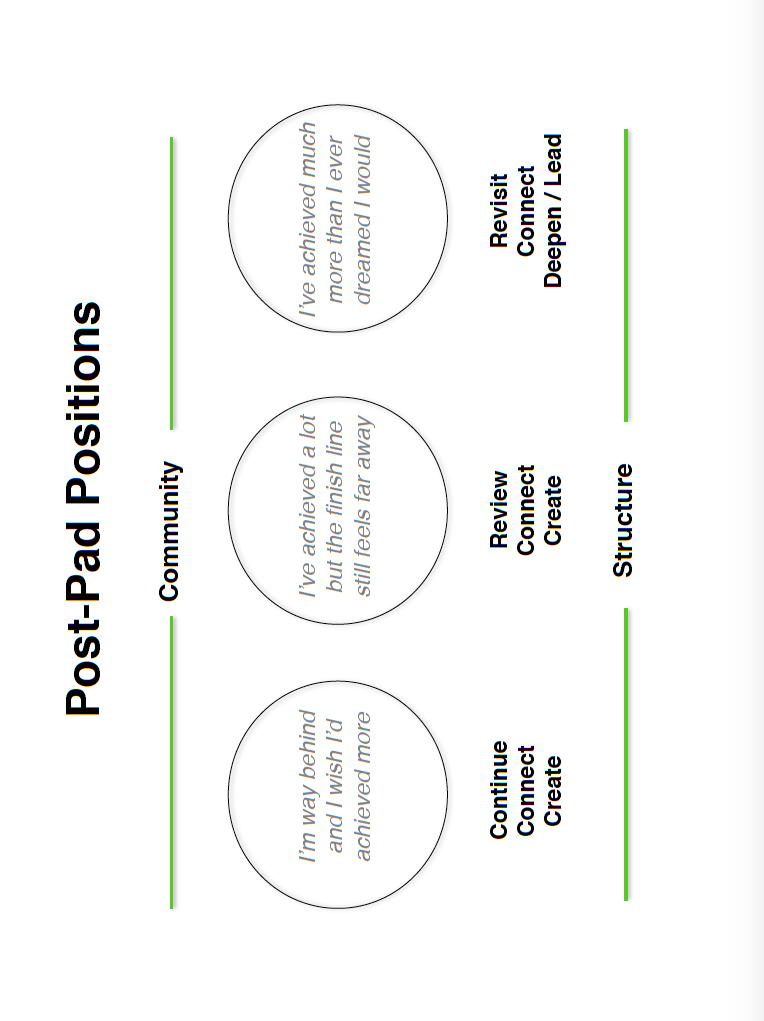 Post-Pad Positions
Community
I've achieved much
more than I ever
dreamed I would
I've achieved a lot
but the finish line
still feels far away
I'm way behind
and I wish I'd
achieved more
Revisit
Connect
Deepen / Lead
Review
Connect
Create
Continue
Connect
Create
Structure